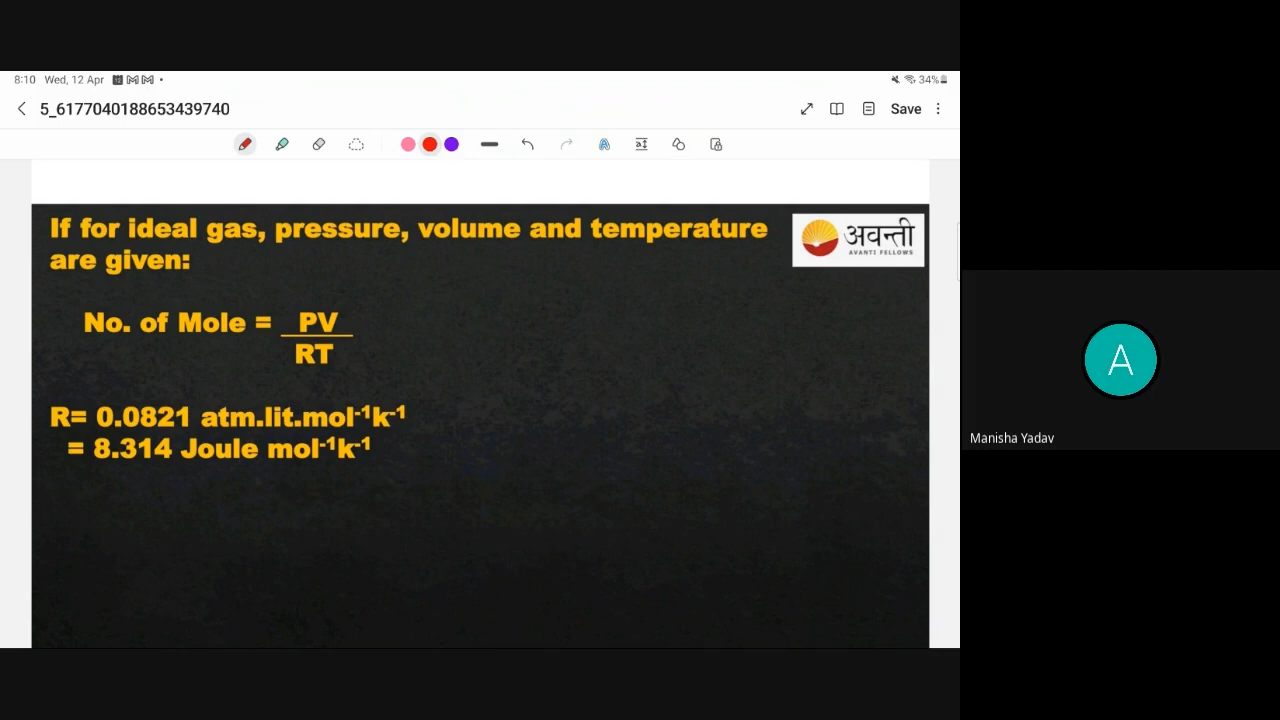 8:10 Wed, 12 Apr 34%
5_6177040188653439740
Save
If for ideal gas, pressure, volume and temperature
are given:
अवन्ती
AVANTI FELLOWS
No. of Mole = PV
RT
R= 0.0821 atm.lit.mol⁻¹k⁻¹
= 8.314 Joule mol⁻¹k⁻¹
A
Manisha Yadav